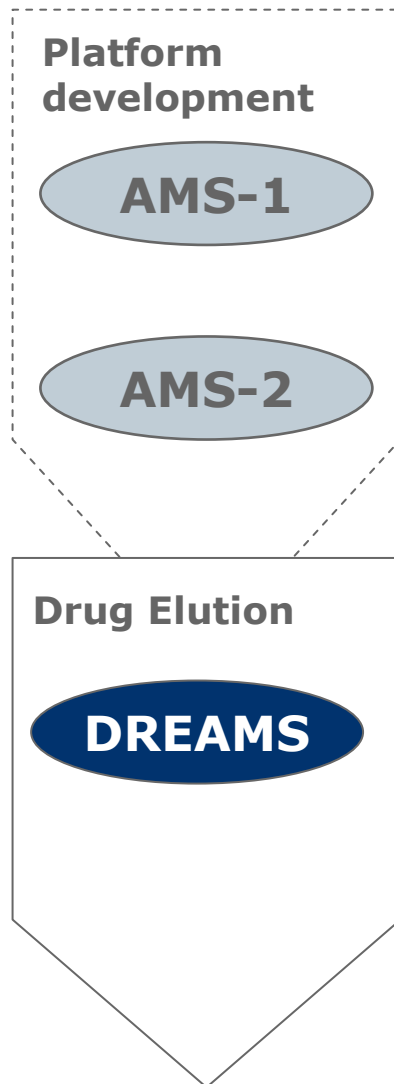 Platform
development
AMS-1
AMS-2
Drug Elution
DREAMS